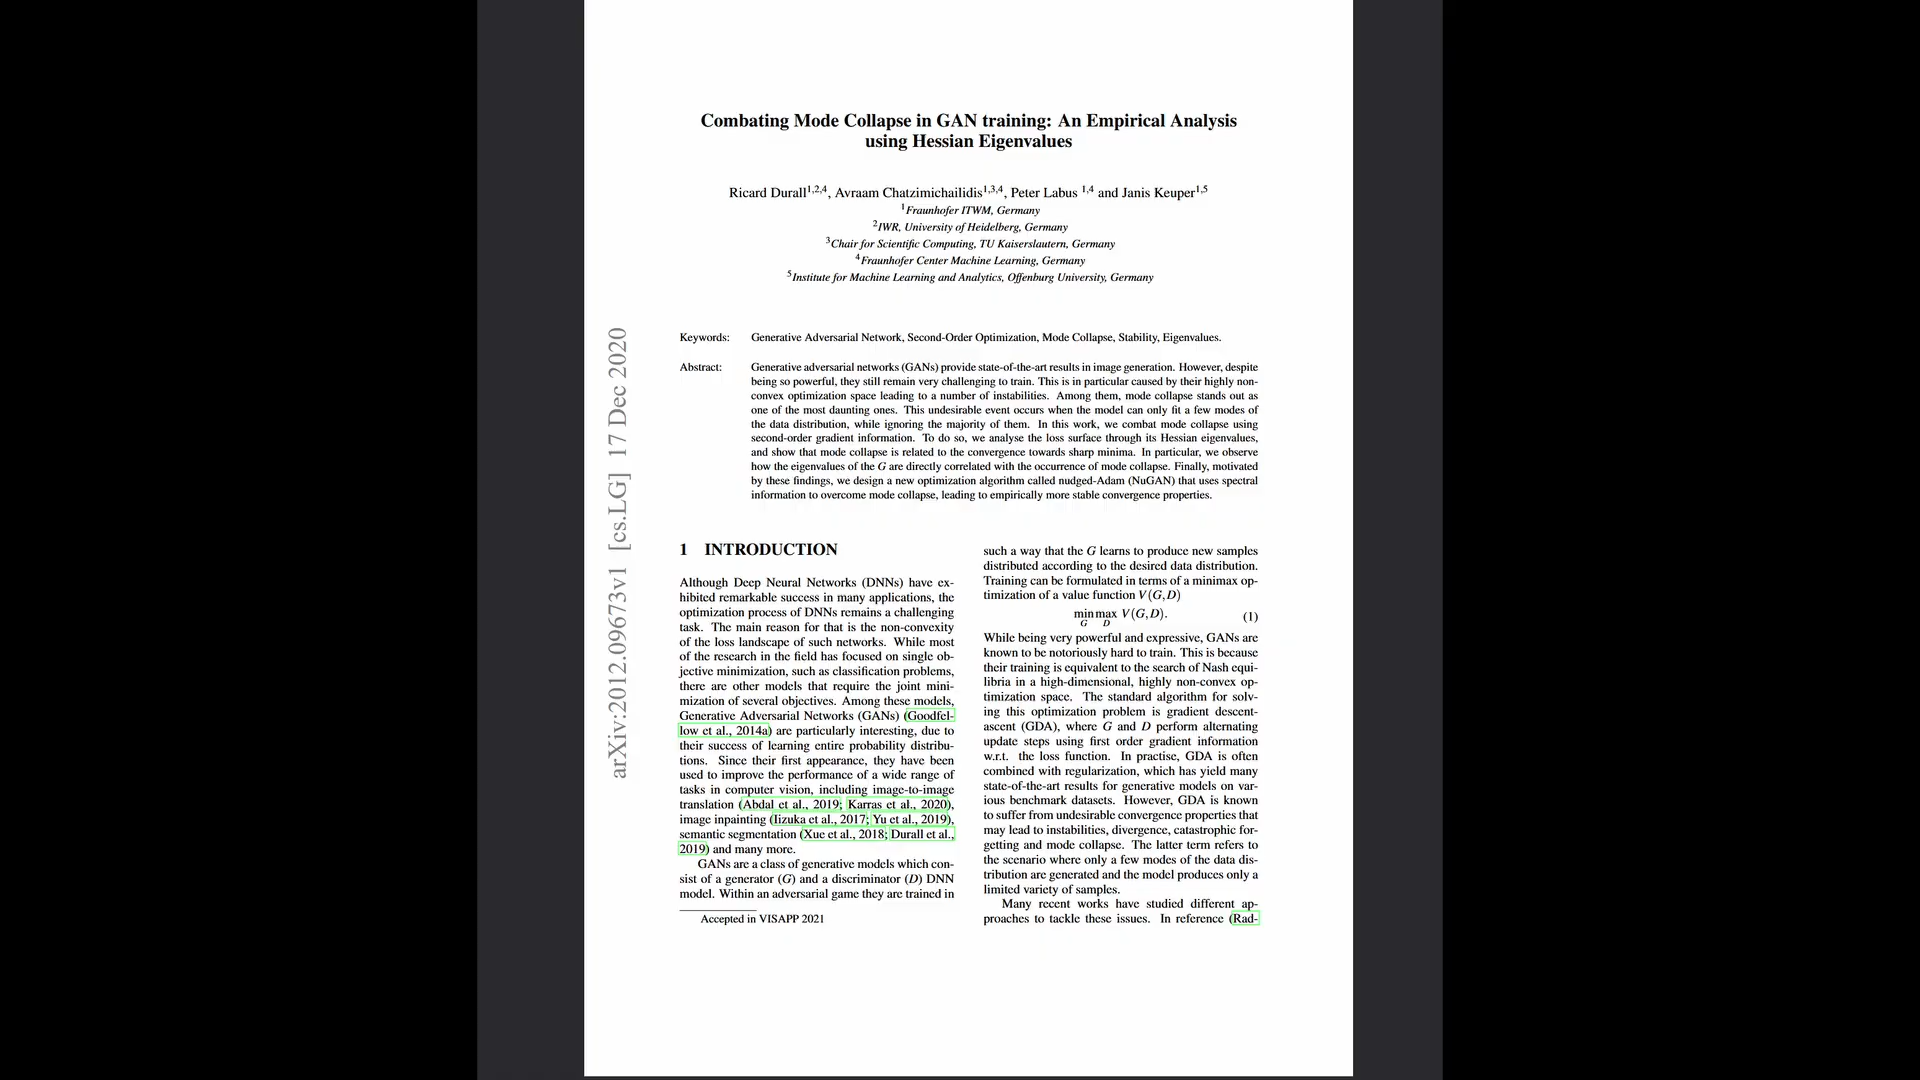 Combating Mode Collapse in GAN training: An Empirical Analysis
using Hessian Eigenvalues
Ricard Durall1,2,4, Avraam Chatzimichailidis1,3,4, Peter Labus 1,4 and Janis Keuper1,5
1Fraunhofer ITWM, Germany
2IWR, University of Heidelberg, Germany
3Chair for Scientific Computing, TU Kaiserslautern, Germany
4Fraunhofer Center Machine Learning, Germany
5Institute for Machine Learning and Analytics, Offenburg University, Germany
arXiv:2012.09673v1 [cs.LG] 17 Dec 2020
Keywords: Generative Adversarial Network, Second-Order Optimization, Mode Collapse, Stability, Eigenvalues.
Abstract: Generative adversarial networks (GANs) provide state-of-the-art results in image generation. However, despite
being so powerful, they still remain very challenging to train. This is in particular caused by their highly non-
convex optimization space leading to a number of instabilities. Among them, mode collapse stands out as
one of the most daunting ones. This undesirable event occurs when the model can only fit a few modes of
the data distribution, while ignoring the majority of them. In this work, we combat mode collapse using
second-order gradient information. To do so, we analyse the loss surface through its Hessian eigenvalues,
and show that mode collapse is related to the convergence towards sharp minima. In particular, we observe
how the eigenvalues of the G are directly correlated with the occurrence of mode collapse. Finally, motivated
by these findings, we design a new optimization algorithm called nudged-Adam (NuGAN) that uses spectral
information to overcome mode collapse, leading to empirically more stable convergence properties.
1 INTRODUCTION
Although Deep Neural Networks (DNNs) have ex-
hibited remarkable success in many applications, the
optimization process of DNNs remains a challenging
task. The main reason for that is the non-convexity
of the loss landscape of such networks. While most
of the research in the field has focused on single ob-
jective minimization, such as classification problems,
there are other models that require the joint mini-
mization of several objectives. Among these models,
Generative Adversarial Networks (GANs) (Goodfel-
low et al., 2014a) are particularly interesting, due to
their success of learning entire probability distribu-
tions. Since their first appearance, they have been
used to improve the performance of a wide range of
tasks in computer vision, including image-to-image
translation (Abdal et al., 2019; Karras et al., 2020),
image inpainting (Iizuka et al., 2017; Yu et al., 2019),
semantic segmentation (Xue et al., 2018; Durall et al.,
2019) and many more.
GANs are a class of generative models which con-
sist of a generator (G) and a discriminator (D) DNN
model. Within an adversarial game they are trained in
Accepted in VISAPP 2021
such a way that the G learns to produce new samples
distributed according to the desired data distribution.
Training can be formulated in terms of a minimax op-
timization of a value function V(G,D)
min max V(G,D). (1)
G D
While being very powerful and expressive, GANs are
known to be notoriously hard to train. This is because
their training is equivalent to the search of Nash equi-
libria in a high-dimensional, highly non-convex op-
timization space. The standard algorithm for solv-
ing this optimization problem is gradient descent-
ascent (GDA), where G and D perform alternating
update steps using first order gradient information
w.r.t. the loss function. In practise, GDA is often
combined with regularization, which has yield many
state-of-the-art results for generative models on var-
ious benchmark datasets. However, GDA is known
to suffer from undesirable convergence properties that
may lead to instabilities, divergence, catastrophic for-
getting and mode collapse. The latter term refers to
the scenario where only a few modes of the data dis-
tribution are generated and the model produces only a
limited variety of samples.
Many recent works have studied different ap-
proaches to tackle these issues. In reference (Rad-